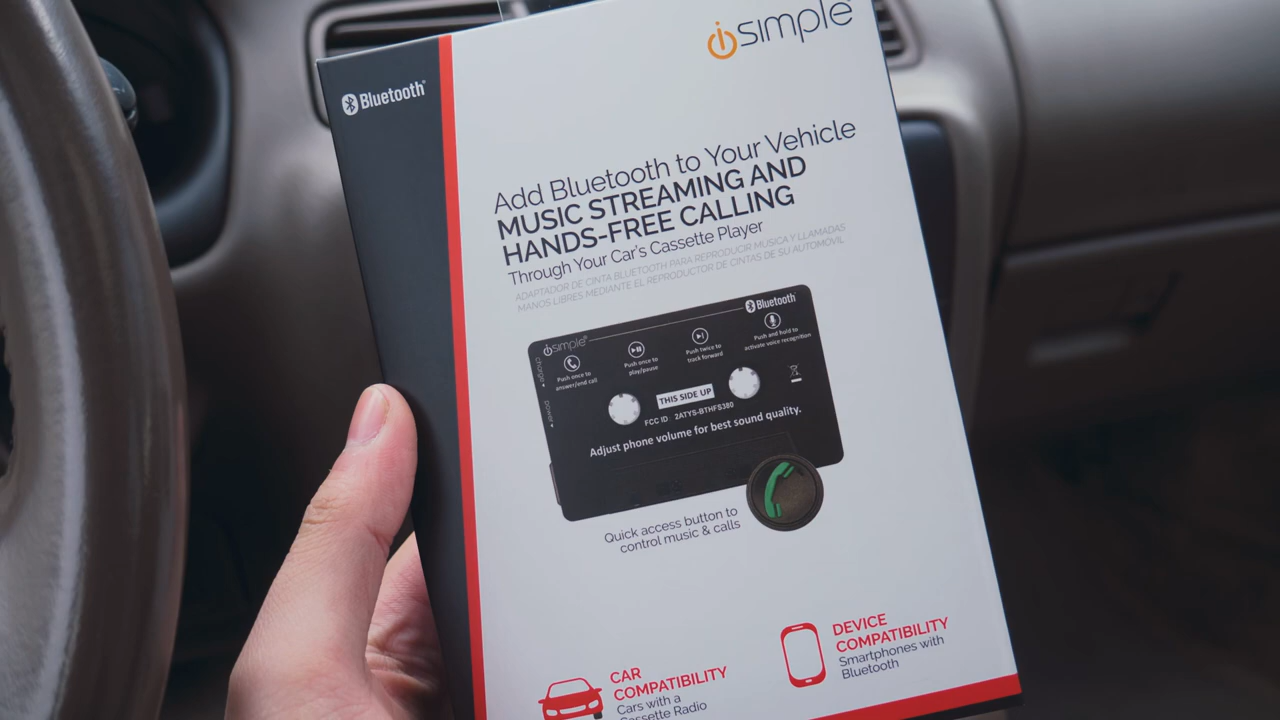 Bluetooth®
iSimple®
Add Bluetooth to Your Vehicle
MUSIC STREAMING AND
HANDS-FREE CALLING
Through Your Car's Cassette Player
ADAPTADOR DE CINTA BLUETOOTH PARA REPRODUCIR MUSICA Y LLAMADAS
MANOS LIBRES MEDIANTE EL REPRODUCTOR DE CINTAS DE SU AUTOMOVIL
iSimple®
Bluetooth®
charge
power
Push once to
answer/end call
Push once to
play/pause
Push twice to
track forward
Push and hold to
activate voice recognition
THIS SIDE UP
FCC ID 2ATYS-BTHFS380
Adjust phone volume for best sound quality.
Quick access button to
control music & calls
CAR
COMPATIBILITY
Cars with a
Cassette Radio
DEVICE
COMPATIBILITY
Smartphones with
Bluetooth